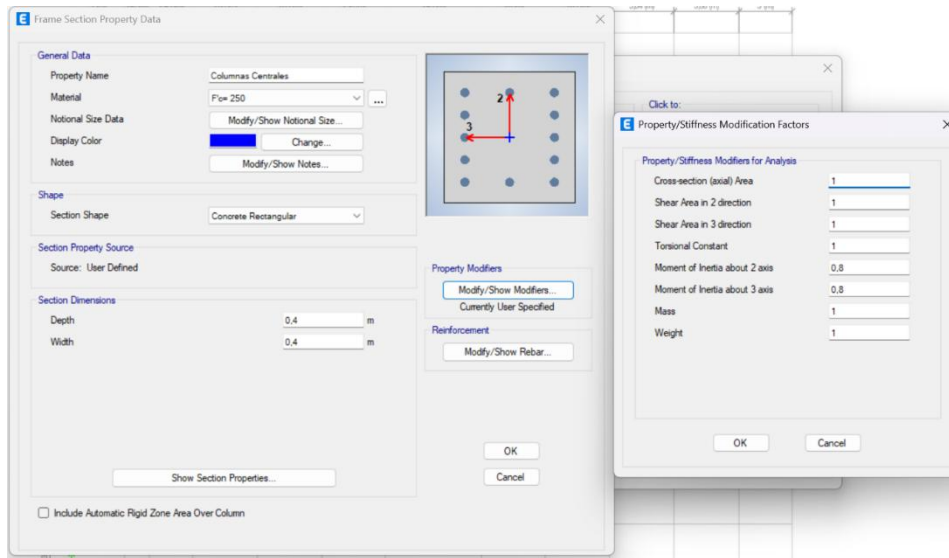 Frame Section Property Data
General Data
Property Name Columnas Centrales
Material F'c= 250 ...
Notional Size Data Modify/Show Notional Size...
Display Color Change...
Notes Modify/Show Notes...
Shape
Section Shape Concrete Rectangular
Section Property Source
Source: User Defined
Section Dimensions
Depth 0,4 m
Width 0,4 m
Show Section Properties...
Include Automatic Rigid Zone Area Over Column
2
3
Property Modifiers
Modify/Show Modifiers...
Currently User Specified
Reinforcement
Modify/Show Rebar...
OK
Cancel
Click to:
Property/Stiffness Modification Factors
Property/Stiffness Modifiers for Analysis
Cross-section (axial) Area 1
Shear Area in 2 direction 1
Shear Area in 3 direction 1
Torsional Constant 1
Moment of Inertia about 2 axis 0,8
Moment of Inertia about 3 axis 0,8
Mass 1
Weight 1
OK Cancel